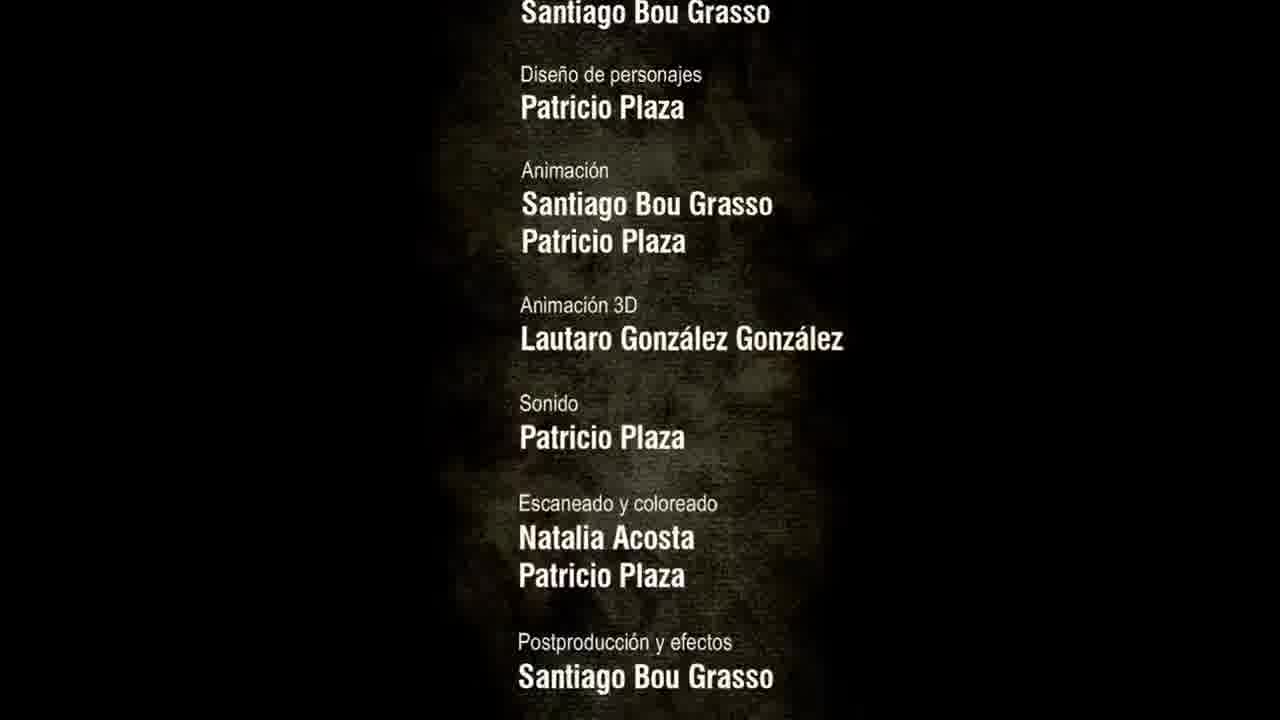 Santiago Bou Grasso
Diseño de personajes
Patricio Plaza
Animación
Santiago Bou Grasso
Patricio Plaza
Animación 3D
Lautaro González González
Sonido
Patricio Plaza
Escaneado y coloreado
Natalia Acosta
Patricio Plaza
Postproducción y efectos
Santiago Bou Grasso